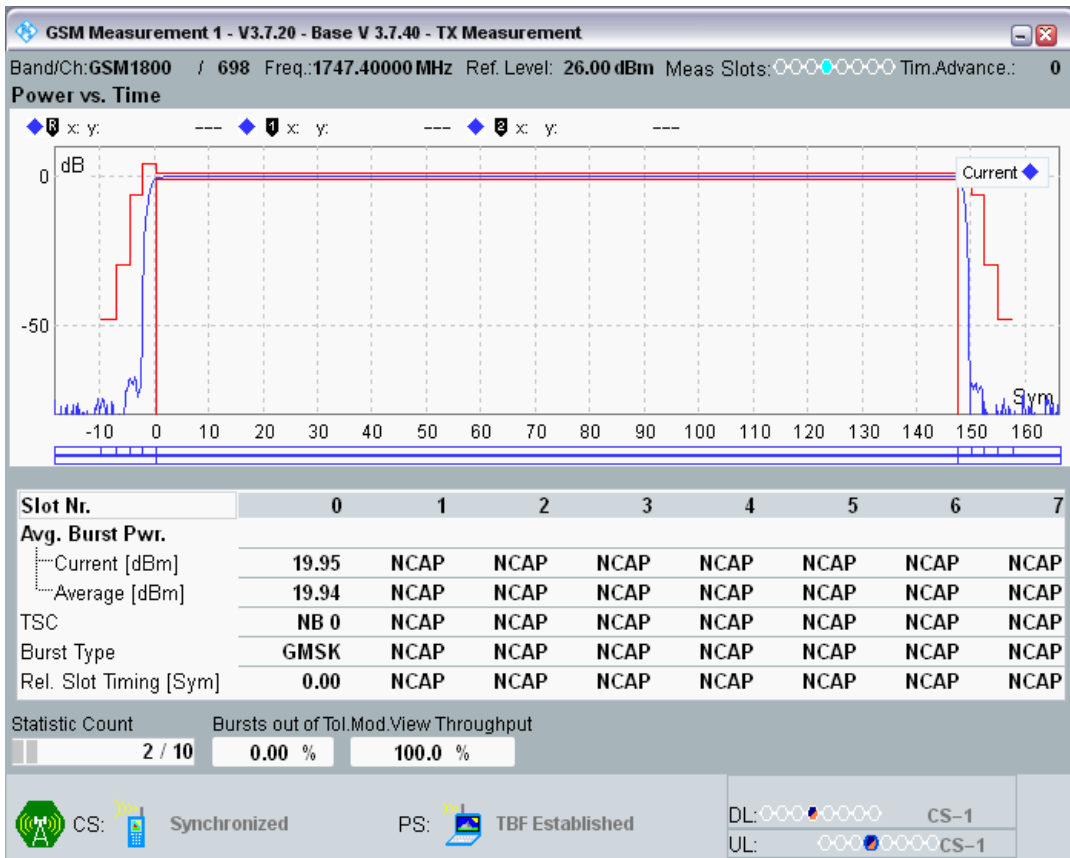 GSM Measurement 1 - V3.7.20 - Base V 3.7.40 - TX Measurement
Band/Ch:GSM1800 / 698 Freq.:1747.40000 MHz Ref. Level: 26.00 dBm Meas Slots: Tim.Advance.: 0
Power vs. Time
R x: y: --- 1 x: y: --- 2 x: y: ---
dB
Current
0
-50
Sym
-10 0 10 20 30 40 50 60 70 80 90 100 110 120 130 140 150 160
Slot Nr. 0 1 2 3 4 5 6 7
Avg. Burst Pwr.
Current [dBm] 19.95 NCAP NCAP NCAP NCAP NCAP NCAP NCAP
Average [dBm] 19.94 NCAP NCAP NCAP NCAP NCAP NCAP NCAP
TSC NB 0 NCAP NCAP NCAP NCAP NCAP NCAP NCAP
Burst Type GMSK NCAP NCAP NCAP NCAP NCAP NCAP NCAP
Rel. Slot Timing [Sym] 0.00 NCAP NCAP NCAP NCAP NCAP NCAP NCAP
Statistic Count Bursts out of Tol. Mod.View Throughput
2 / 10 0.00 % 100.0 %
CS: Synchronized PS: TBF Established
DL: CS-1
UL: CS-1